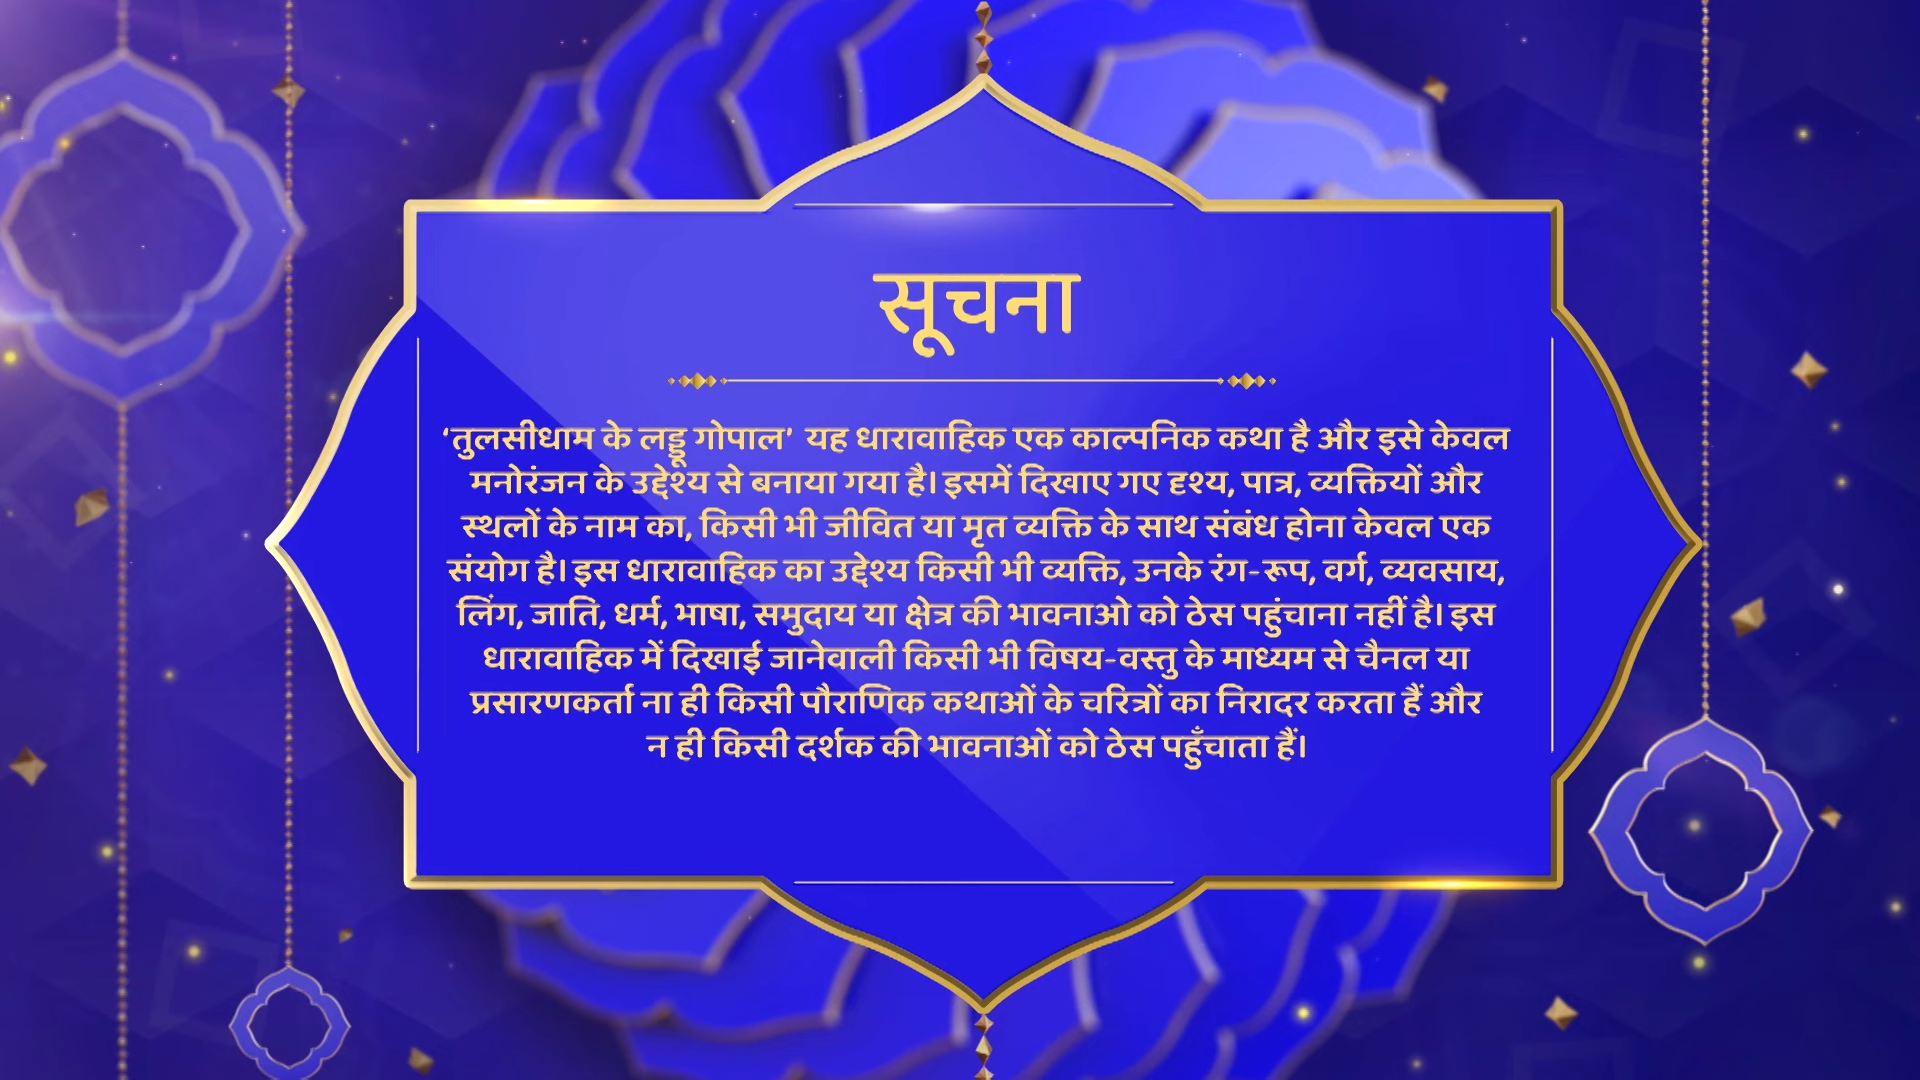 सूचना
‘तुलसीधाम के लड्डू गोपाल’ यह धारावाहिक एक काल्पनिक कथा है और इसे केवल
मनोरंजन के उद्देश्य से बनाया गया है। इसमें दिखाए गए दृश्य, पात्र, व्यक्तियों और
स्थलों के नाम का, किसी भी जीवित या मृत व्यक्ति के साथ संबंध होना केवल एक
संयोग है। इस धारावाहिक का उद्देश्य किसी भी व्यक्ति, उनके रंग-रूप, वर्ग, व्यवसाय,
लिंग, जाति, धर्म, भाषा, समुदाय या क्षेत्र की भावनाओ को ठेस पहुंचाना नहीं है। इस
धारावाहिक में दिखाई जानेवाली किसी भी विषय-वस्तु के माध्यम से चैनल या
प्रसारणकर्ता ना ही किसी पौराणिक कथाओं के चरित्रों का निरादर करता हैं और
न ही किसी दर्शक की भावनाओं को ठेस पहुँचाता हैं।